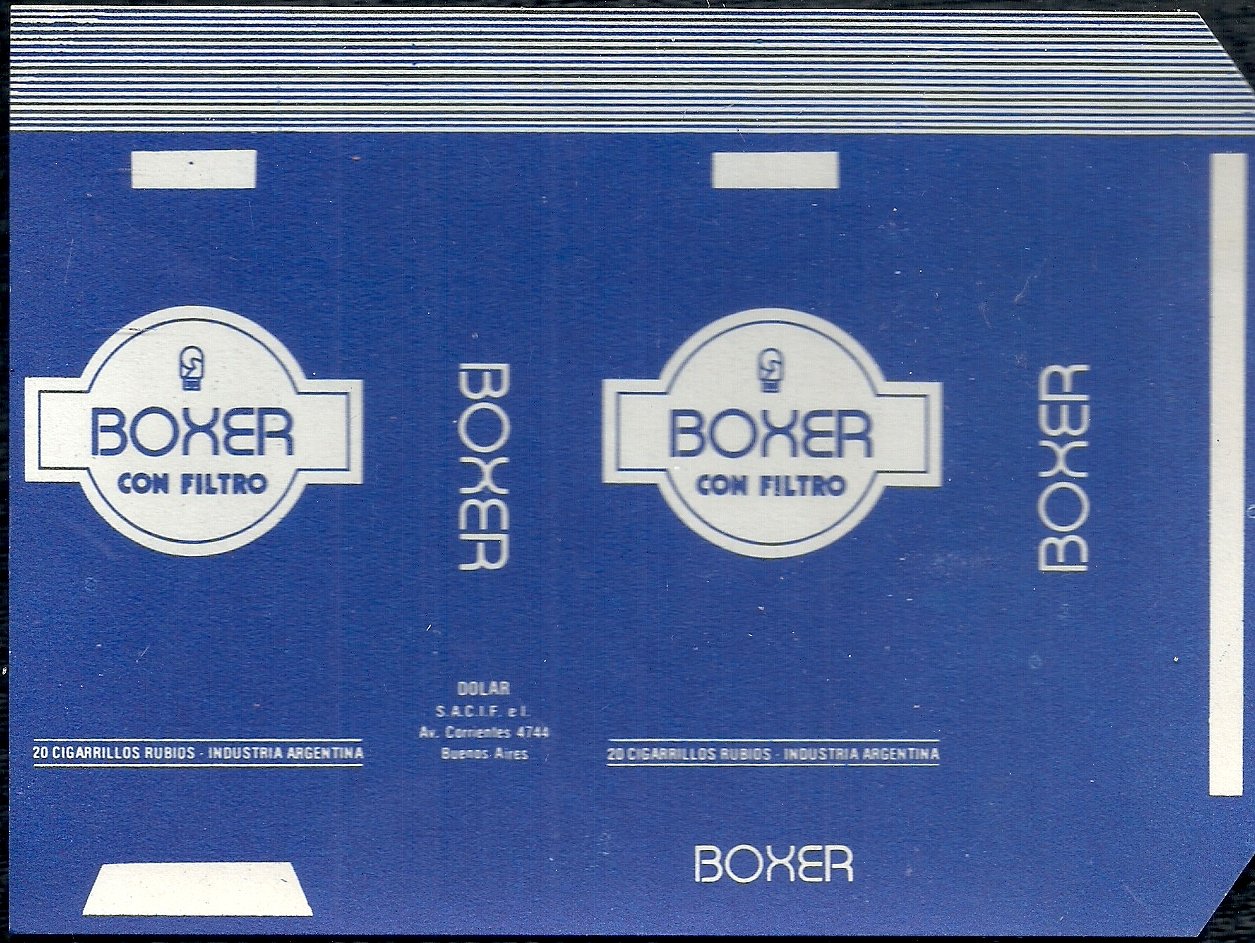 BOXER
CON FILTRO
20 CIGARRILLOS RUBIOS - INDUSTRIA ARGENTINA
BOXER
DOLAR
S.A.C.I.F. e I.
Av. Corrientes 4744
Buenos Aires
BOXER
CON FILTRO
20 CIGARRILLOS RUBIOS - INDUSTRIA ARGENTINA
BOXER
BOXER